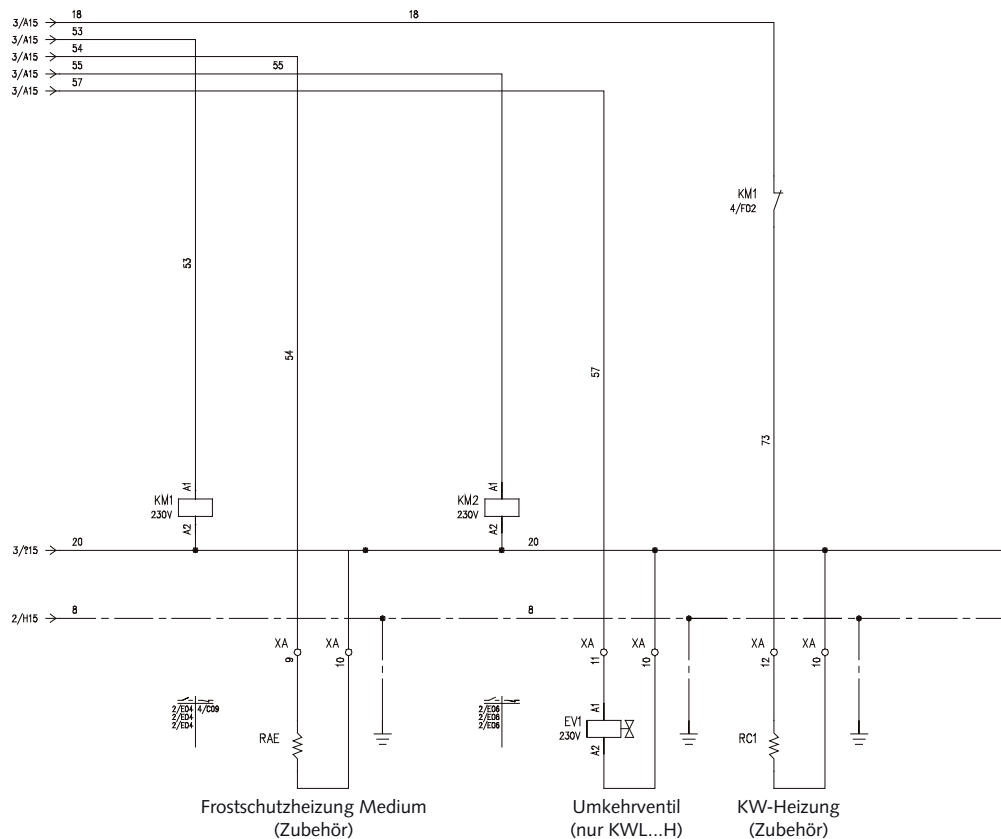 3/A15 18 18
3/A15 53
3/A15 54
3/A15 55 55
3/A15 57
KM1
4/F02
53
54
57
73
A1 A1
KM1 KM2
230V 230V
A2 A2
3/?15 20 20
2/H15 8 8
XA XA XA XA XA XA
9 10 11 10 12 10
2/E04 4/C09 2/E06
2/E04 2/E06
2/E04 2/E06
A1
RAE EV1 RC1
230V
A2
Frostschutzheizung Medium Umkehrventil KW-Heizung
(Zubehör) (nur KWL...H) (Zubehör)